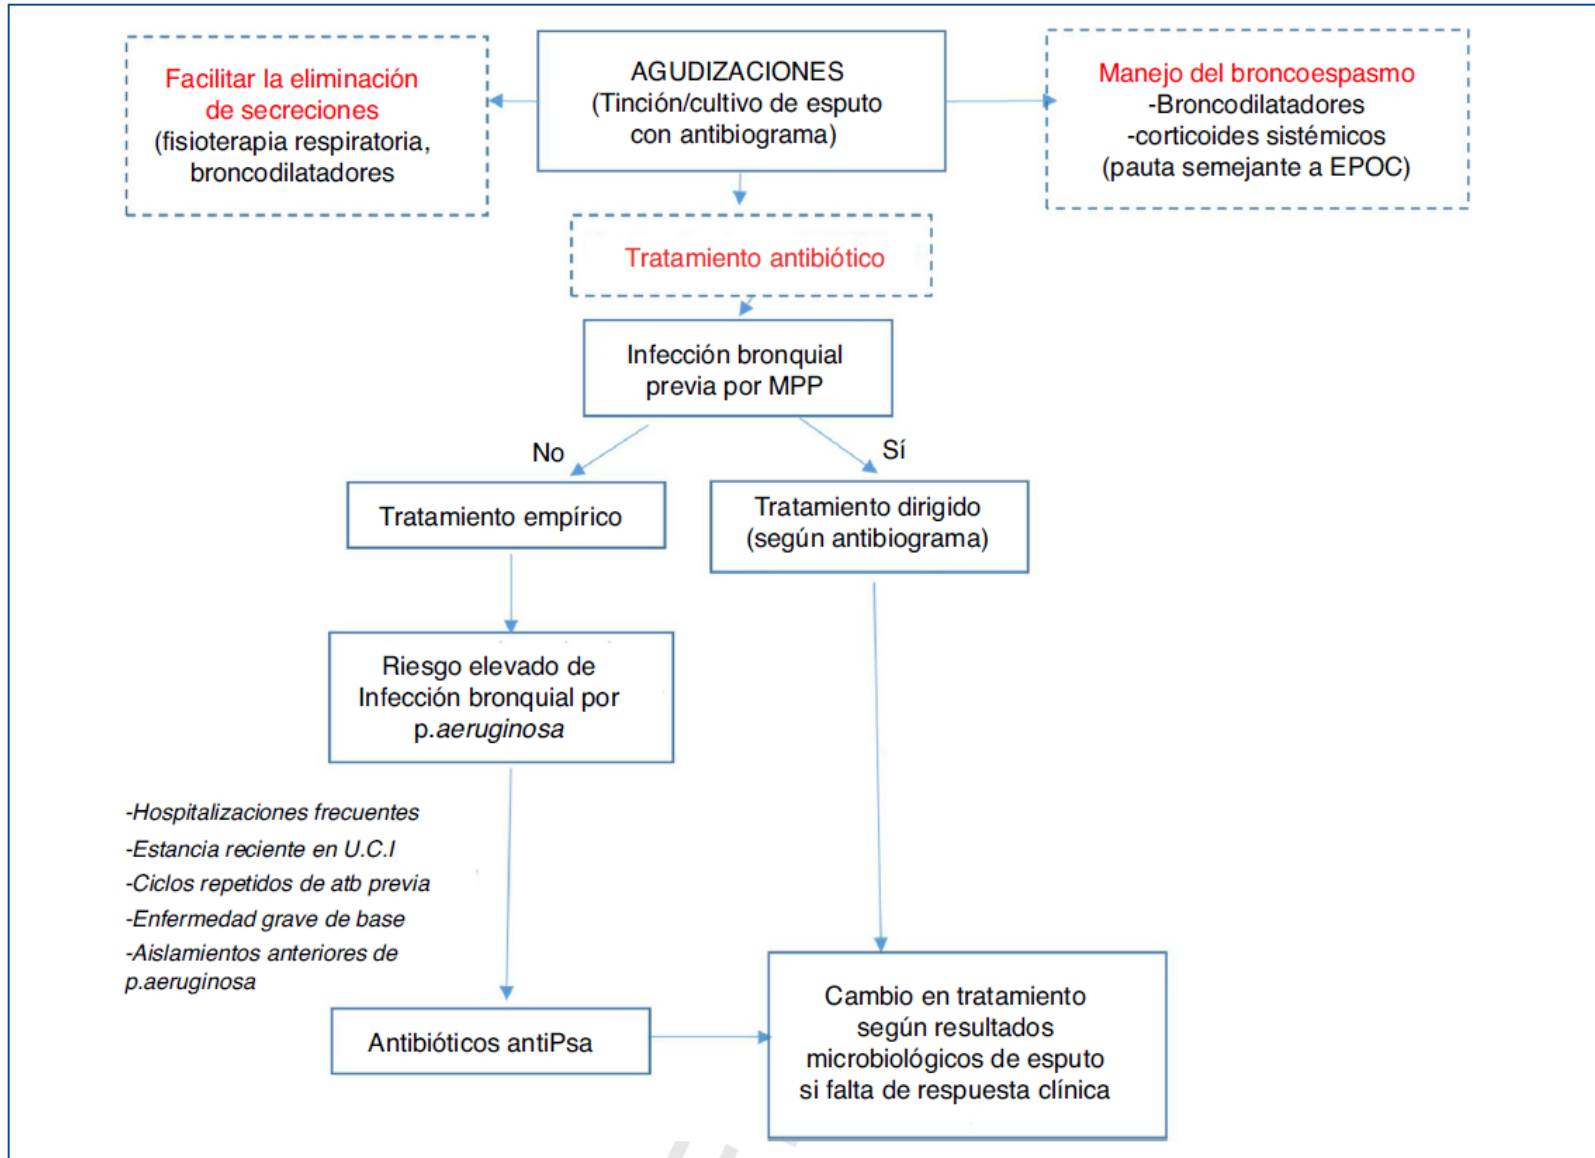 Facilitar la eliminación
de secreciones
(fisioterapia respiratoria,
broncodilatadores
AGUDIZACIONES
(Tinción/cultivo de esputo
con antibiograma)
Manejo del broncoespasmo
-Broncodilatadores
-corticoides sistémicos
(pauta semejante a EPOC)
Tratamiento antibiótico
Infección bronquial
previa por MPP
No
Sí
Tratamiento empírico
Tratamiento dirigido
(según antibiograma)
Riesgo elevado de
Infección bronquial por
p.aeruginosa
-Hospitalizaciones frecuentes
-Estancia reciente en U.C.I
-Ciclos repetidos de atb previa
-Enfermedad grave de base
-Aislamientos anteriores de
p.aeruginosa
Antibióticos antiPsa
Cambio en tratamiento
según resultados
microbiológicos de esputo
si falta de respuesta clínica